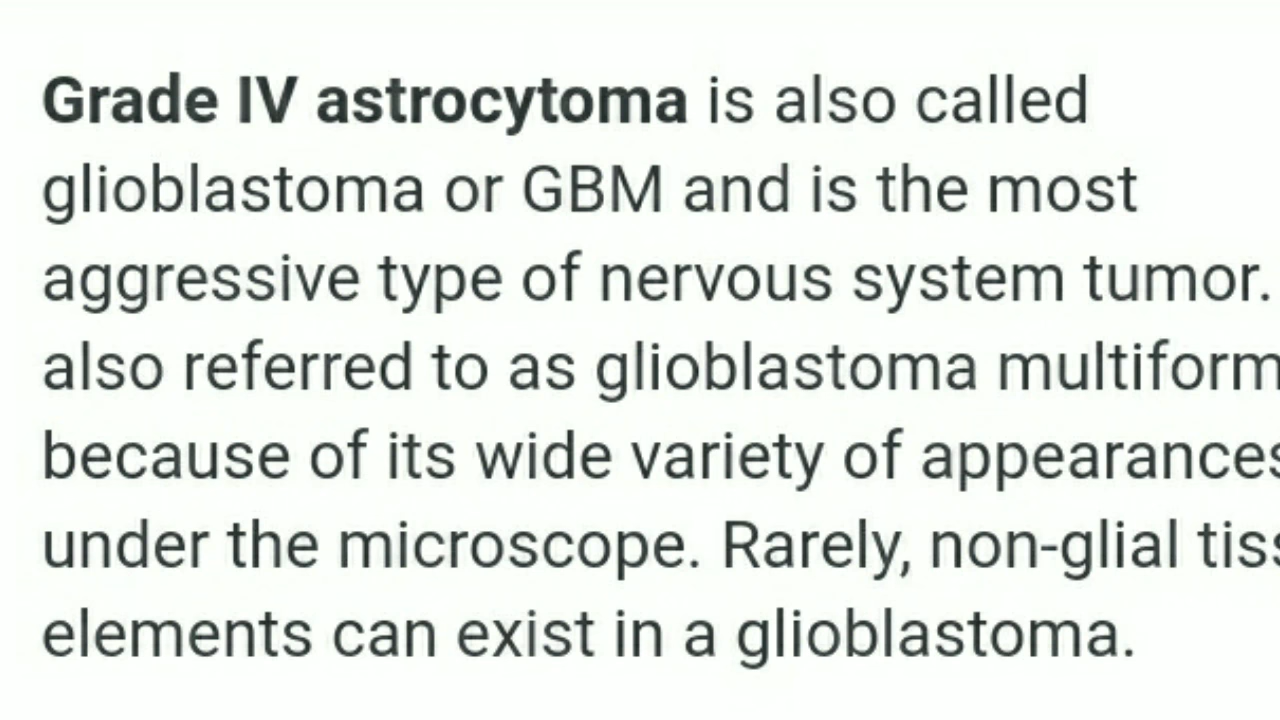 Grade IV astrocytoma is also called
glioblastoma or GBM and is the most
aggressive type of nervous system tumor.
also referred to as glioblastoma multiform
because of its wide variety of appearances
under the microscope. Rarely, non-glial
elements can exist in a glioblastoma.